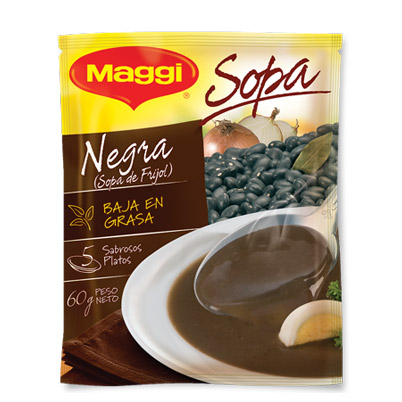 Maggi®
Sopa
Negra
(Sopa de Frijol)
BAJA EN
GRASA
5 Sabrosos
Platos
60g PESO
NETO